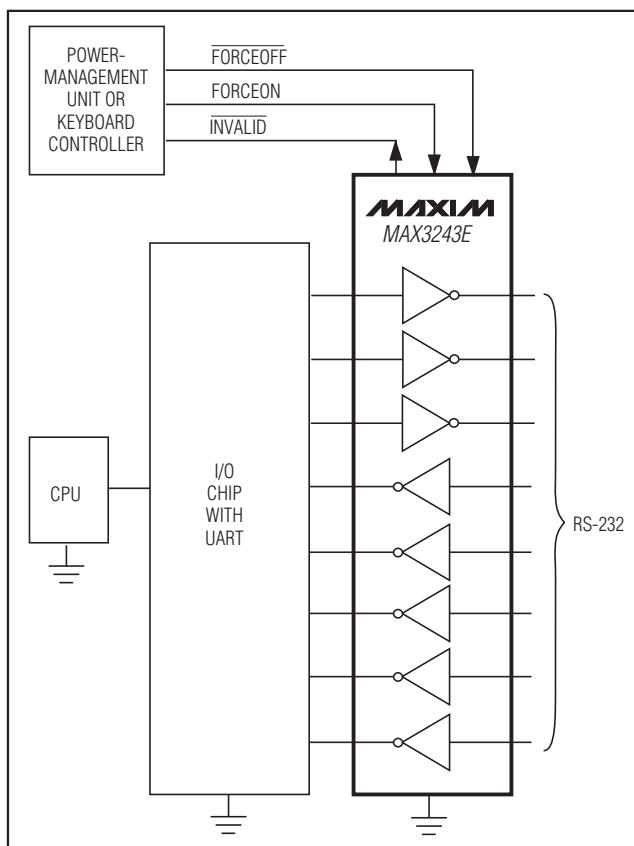 POWER-
MANAGEMENT
UNIT OR
KEYBOARD
CONTROLLER
FORCEOFF
FORCEON
INVALID
MAXIM
MAX3243E
CPU
I/O
CHIP
WITH
UART
RS-232